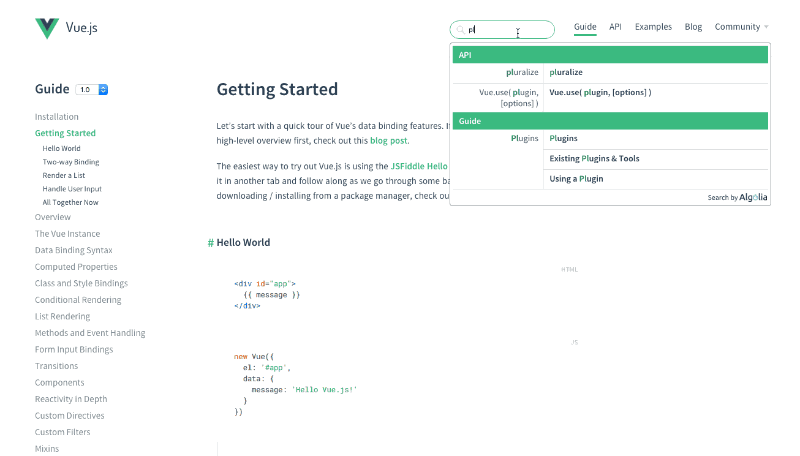 Vue.js
pl
Guide
API
Examples
Blog
Community
API
pluralize
pluralize
Vue.use( plugin, [options] )
Vue.use( plugin, [options] )
Guide
Plugins
Plugins
Existing Plugins & Tools
Using a Plugin
Search by Algolia
Guide 1.0
Installation
Getting Started
Hello World
Two-way Binding
Render a List
Handle User Input
All Together Now
Overview
The Vue Instance
Data Binding Syntax
Computed Properties
Class and Style Bindings
Conditional Rendering
List Rendering
Methods and Event Handling
Form Input Bindings
Transitions
Components
Reactivity in Depth
Custom Directives
Custom Filters
Mixins
Getting Started
Let's start with a quick tour of Vue's data binding features. I
high-level overview first, check out this blog post.
The easiest way to try out Vue.js is using the JSFiddle Hello
it in another tab and follow along as we go through some ba
downloading / installing from a package manager, check ou
# Hello World
HTML
<div id="app">
{{ message }}
</div>
JS
new Vue({
el: '#app',
data: {
message: 'Hello Vue.js!'
}
})